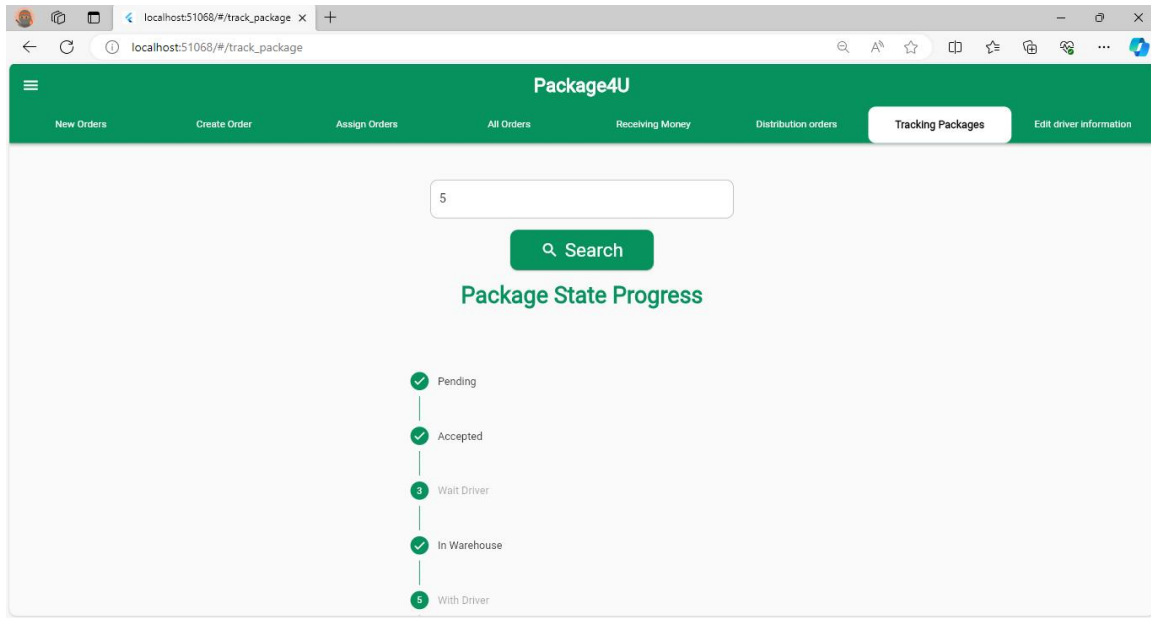 localhost:51068/#/track_package
localhost:51068/#/track_package
Package4U
New Orders Create Order Assign Orders All Orders Receiving Money Distribution orders Tracking Packages Edit driver information
5
Search
Package State Progress
Pending
Accepted
3 Wait Driver
In Warehouse
5 With Driver